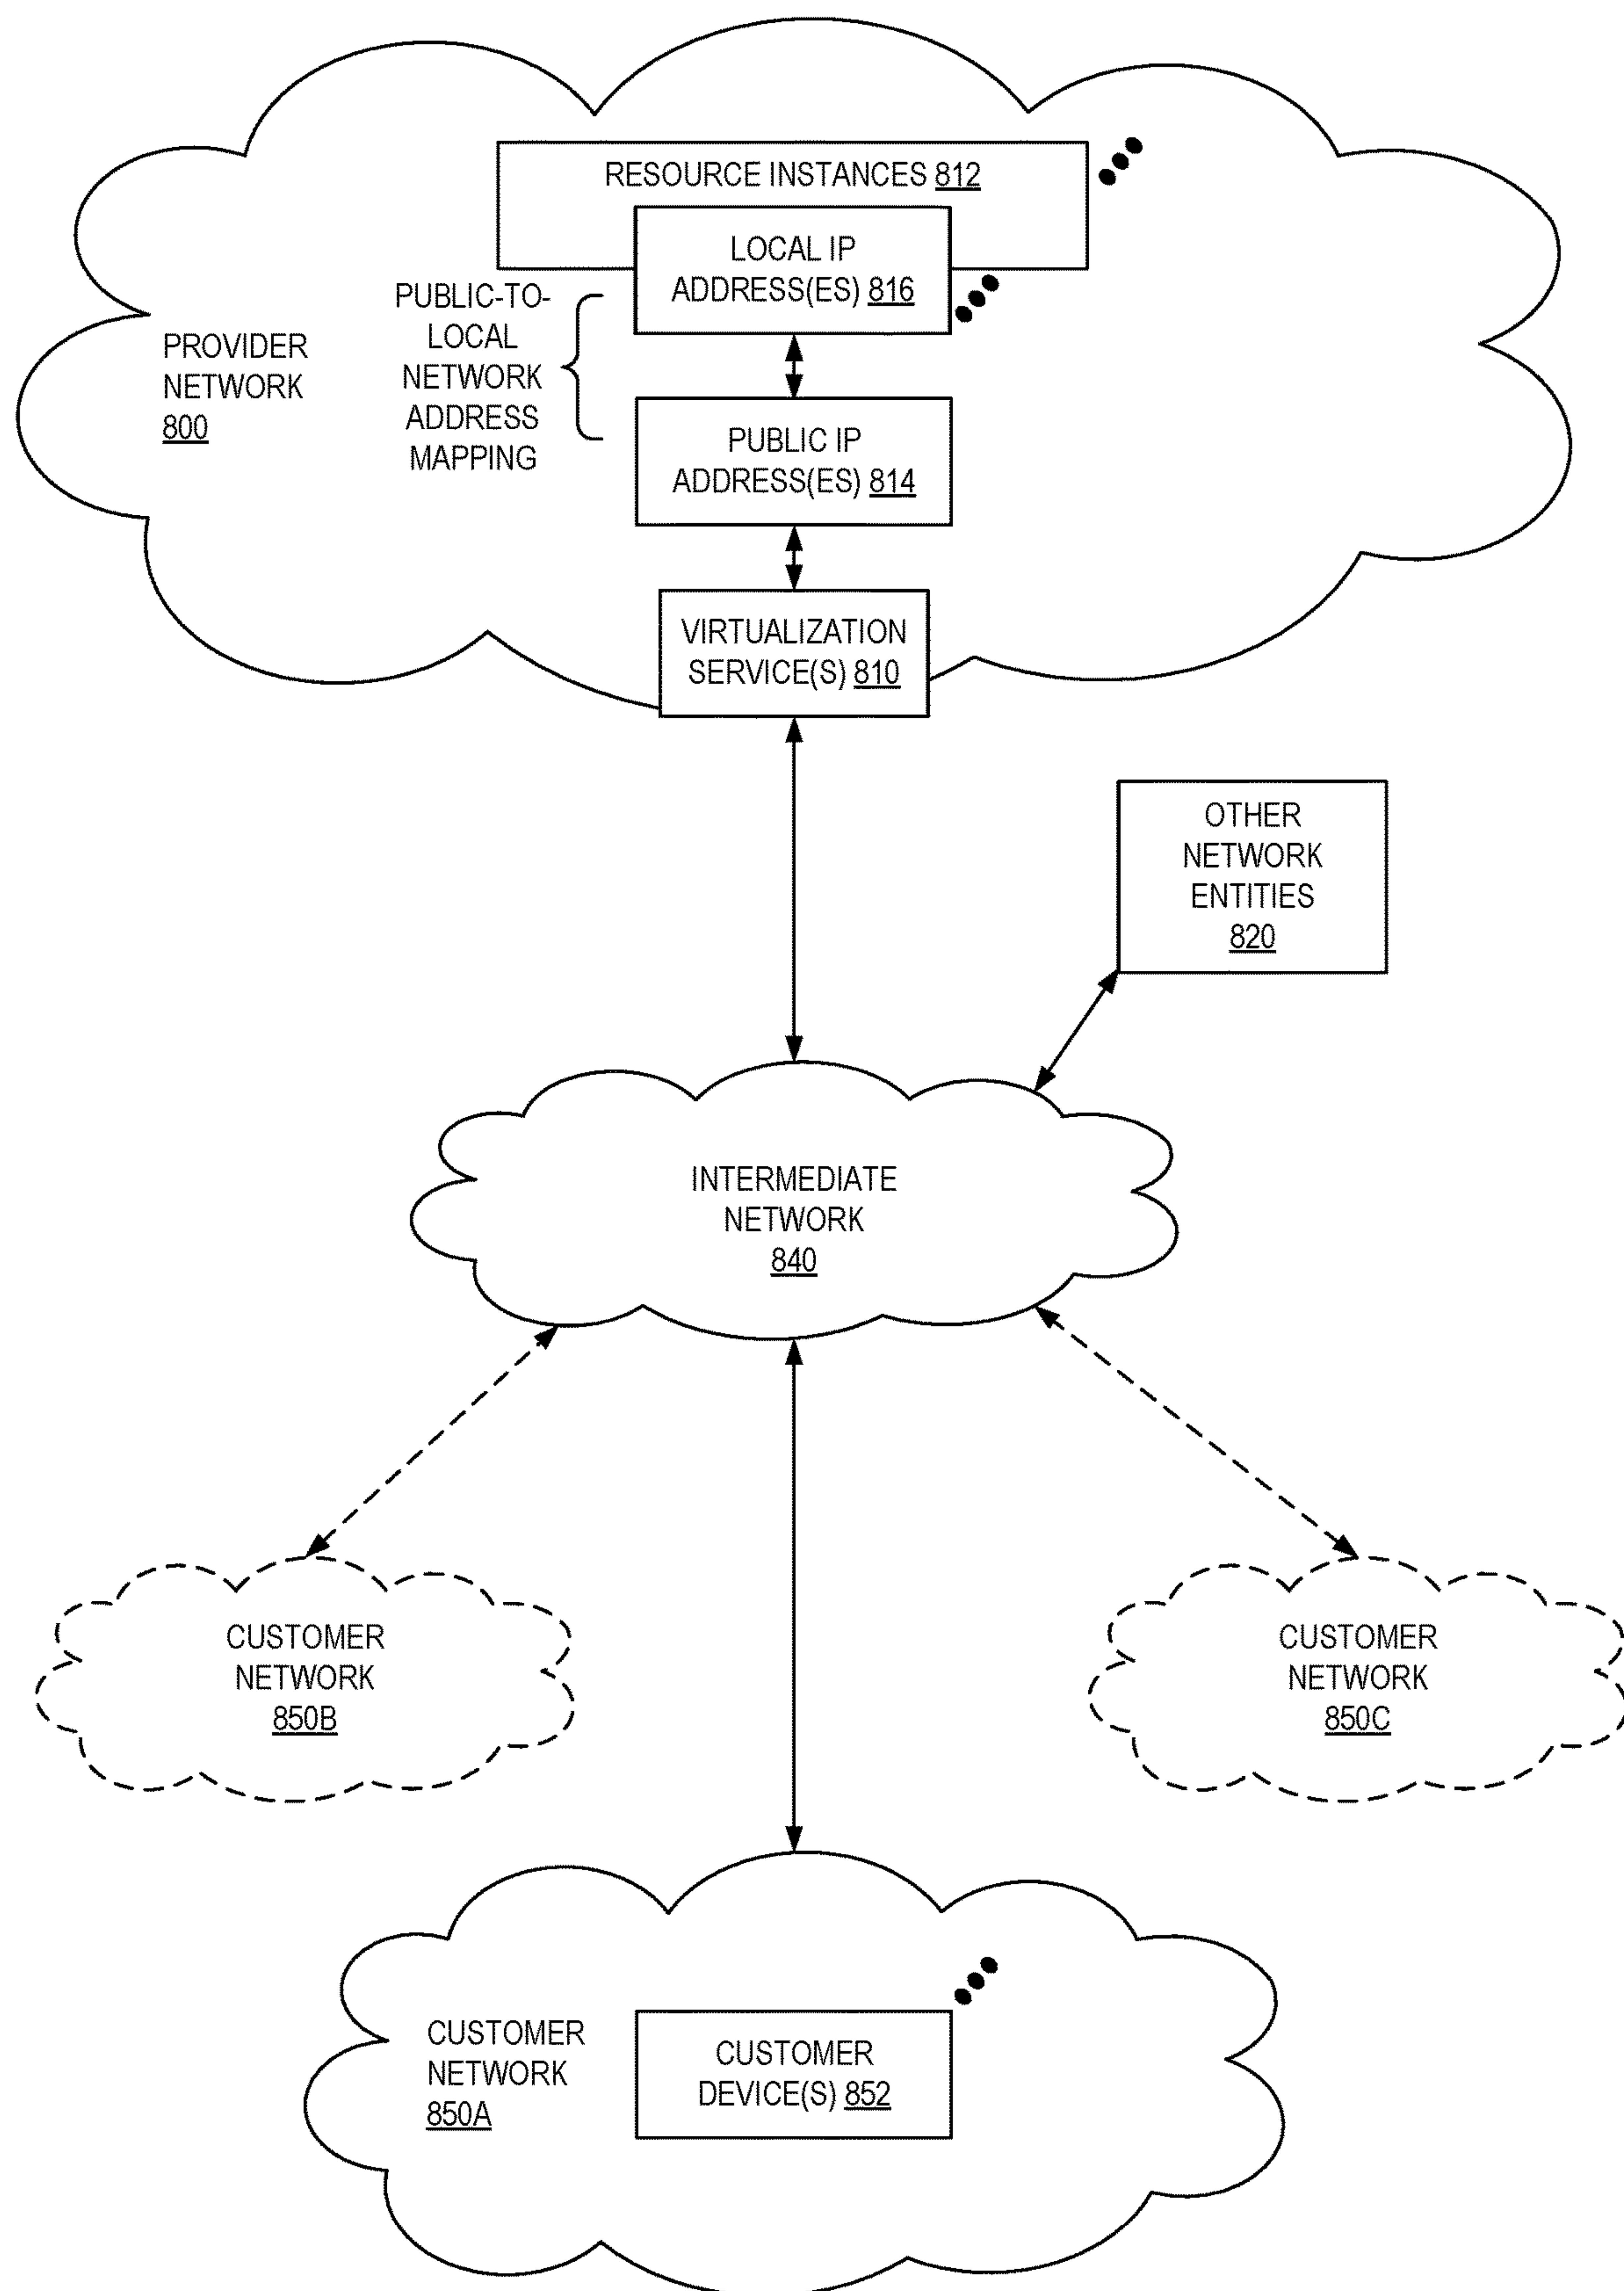 RESOURCE INSTANCES 812
LOCAL IP
ADDRESS(ES) 816
PUBLIC-TO-
LOCAL
NETWORK
ADDRESS
MAPPING
PROVIDER
NETWORK
800
PUBLIC IP
ADDRESS(ES) 814
VIRTUALIZATION
SERVICE(S) 810
OTHER
NETWORK
ENTITIES
820
INTERMEDIATE
NETWORK
840
CUSTOMER
NETWORK
850B
CUSTOMER
NETWORK
850C
CUSTOMER
NETWORK
850A
CUSTOMER
DEVICE(S) 852